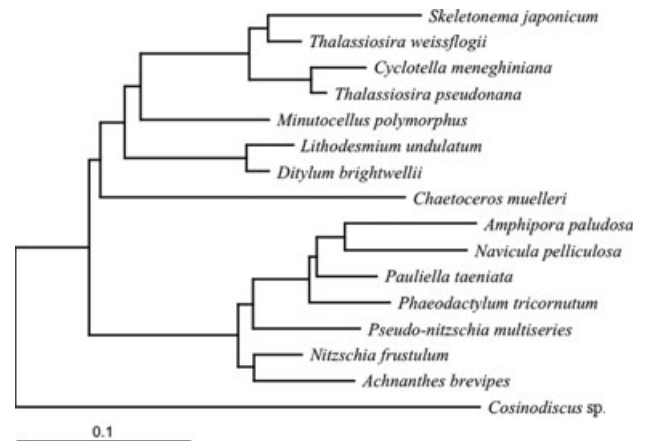 Skeletonema japonicum
Thalassiosira weissflogii
Cyclotella meneghiniana
Thalassiosira pseudonana
Minutocellus polymorphus
Lithodesmium undulatum
Ditylum brightwellii
Chaetoceros muelleri
Amphipora paludosa
Navicula pelliculosa
Pauliella taeniata
Phaeodactylum tricornutum
Pseudo-nitzschia multiseries
Nitzschia frustulum
Achnanthes brevipes
Cosinodiscus sp.
0.1